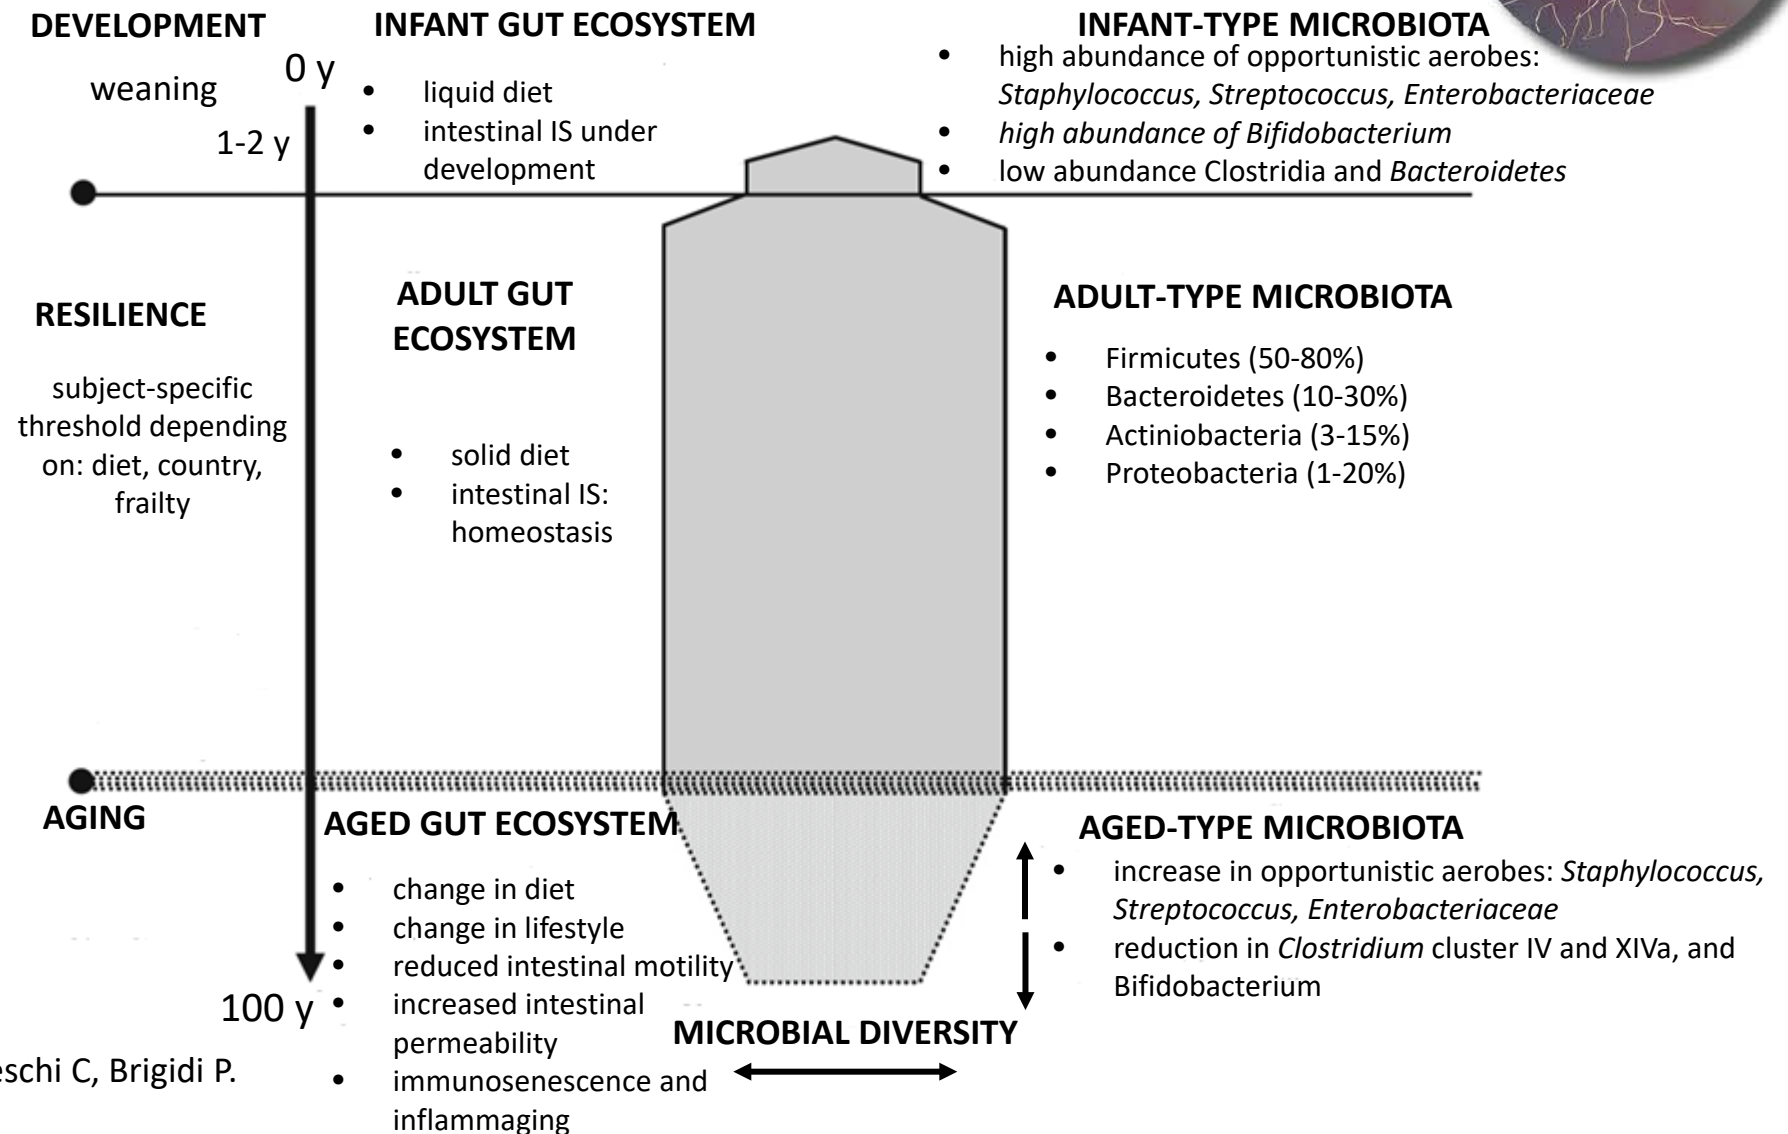 DEVELOPMENT
weaning
0 y
1-2 y
INFANT GUT ECOSYSTEM
• liquid diet
• intestinal IS under
development
INFANT-TYPE MICROBIOTA
• high abundance of opportunistic aerobes:
Staphylococcus, Streptococcus, Enterobacteriaceae
• high abundance of Bifidobacterium
• low abundance Clostridia and Bacteroidetes
RESILIENCE
subject-specific
threshold depending
on: diet, country,
frailty
ADULT GUT
ECOSYSTEM
• solid diet
• intestinal IS:
homeostasis
ADULT-TYPE MICROBIOTA
• Firmicutes (50-80%)
• Bacteroidetes (10-30%)
• Actiniobacteria (3-15%)
• Proteobacteria (1-20%)
AGING
100 y
AGED GUT ECOSYSTEM
• change in diet
• change in lifestyle
• reduced intestinal motility
• increased intestinal
permeability
• immunosenescence and
inflammaging
AGED-TYPE MICROBIOTA
• increase in opportunistic aerobes: Staphylococcus,
Streptococcus, Enterobacteriaceae
• reduction in Clostridium cluster IV and XIVa, and
Bifidobacterium
MICROBIAL DIVERSITY
eschi C, Brigidi P.